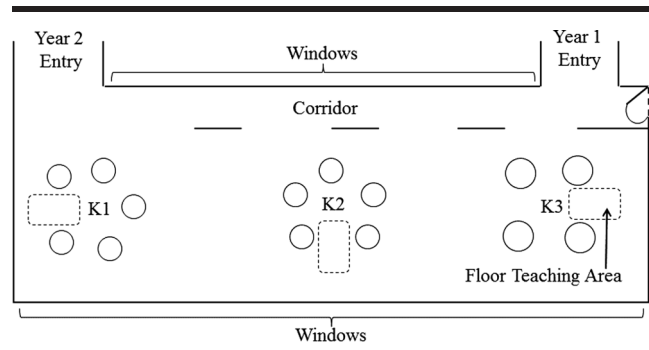 Year 2
Entry
Windows
Year 1
Entry
Corridor
K1
K2
K3
Floor Teaching Area
Windows